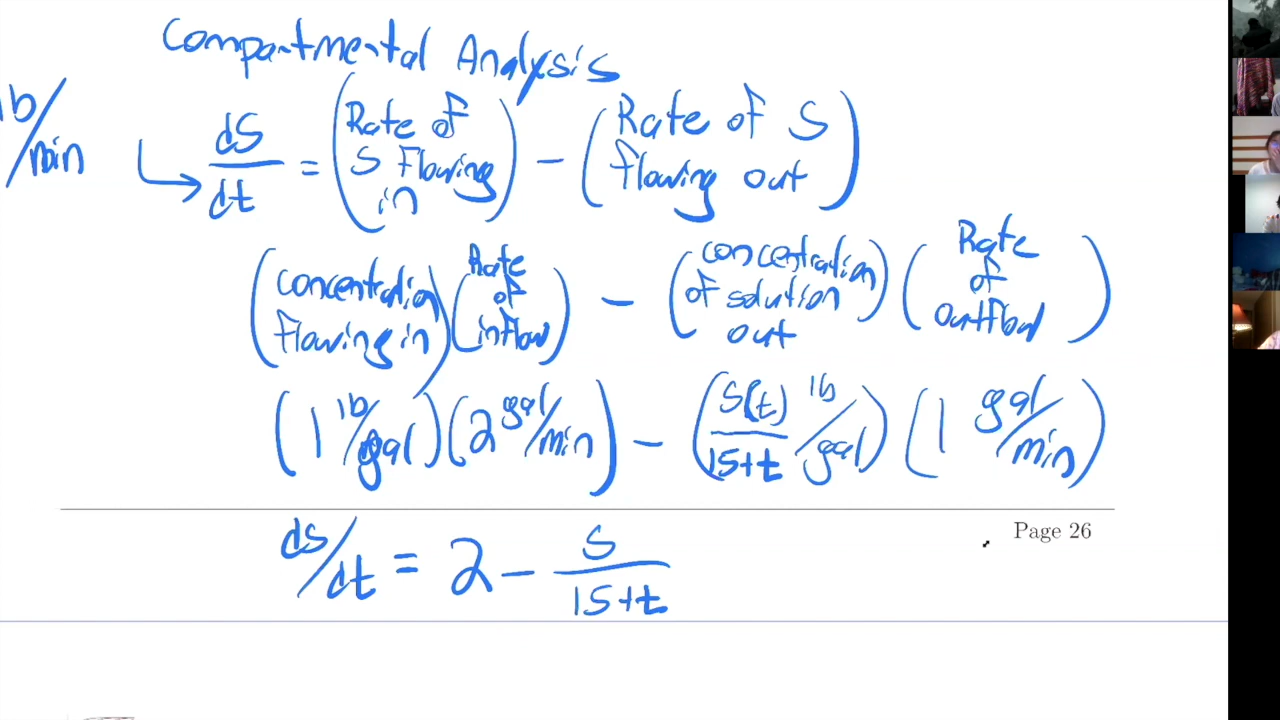 Compartmental Analysis
lb/min
dS/dt = (Rate of S Flowing in) - (Rate of S flowing out)
(concentration flowing in)(Rate of inflow) - (concentration of solution out)(Rate of outflow)
(1 lb/gal)(2 gal/min) - (S(t)/15+t lb/gal)(1 gal/min)
Page 26
ds/dt = 2 - S/15+t